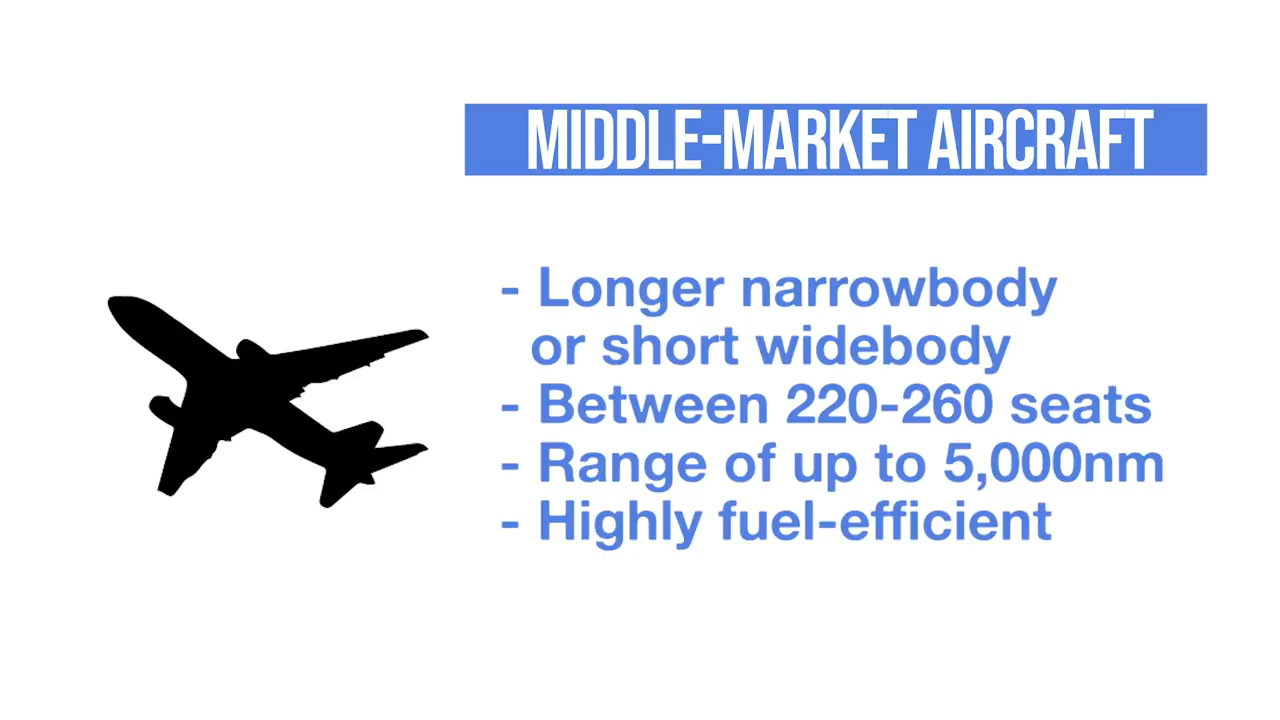 MIDDLE-MARKET AIRCRAFT
- Longer narrowbody
or short widebody
- Between 220-260 seats
- Range of up to 5,000nm
- Highly fuel-efficient